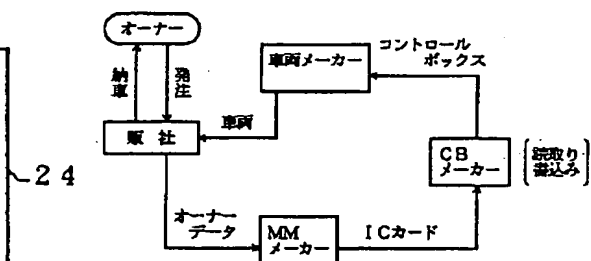 オーナー
納車
発注
車両メーカー
コントロール
ボックス
車両
販 社
24
CB
メーカー
読取り
書込み
オーナー
データ
MM
メーカー
ICカード